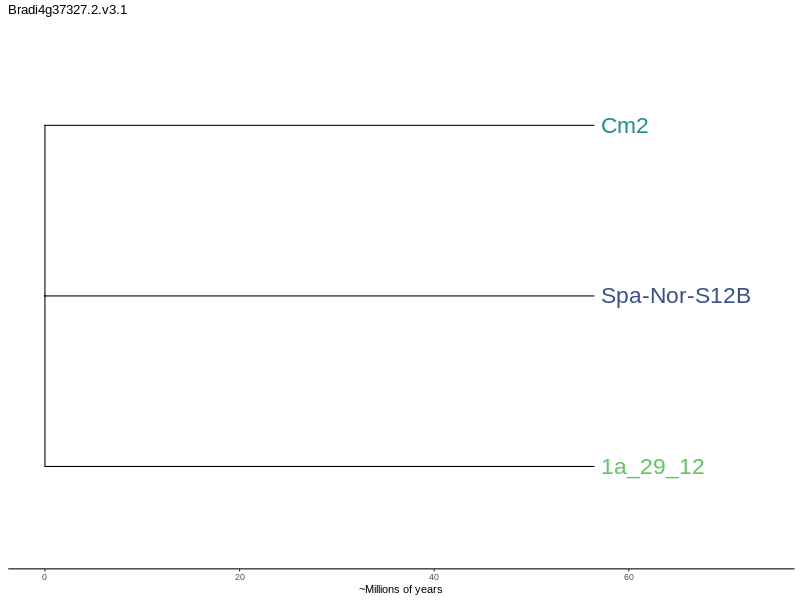 Bradi4g37327.2.v3.1
Cm2
Spa-Nor-S12B
1a_29_12
0 20 40 60
~Millions of years